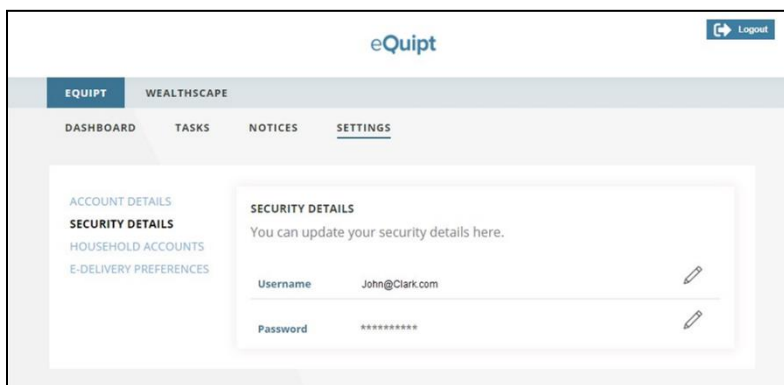 eQuipt
Logout
EQUIPT WEALTHSCAPE
DASHBOARD TASKS NOTICES SETTINGS
ACCOUNT DETAILS
SECURITY DETAILS
HOUSEHOLD ACCOUNTS
E-DELIVERY PREFERENCES
SECURITY DETAILS
You can update your security details here.
Username John@Clark.com
Password **********